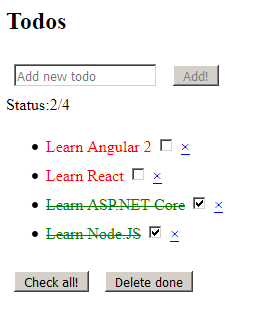 Todos
Add new todo Add!
Status:2/4
Learn Angular 2 ×
Learn React ×
Learn ASP.NET Core ×
Learn Node.JS ×
Check all! Delete done